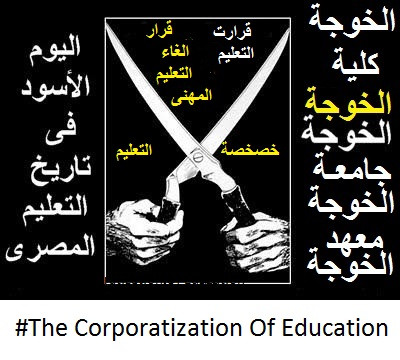 الخوجة
كلية
الخوجة
الخوجة
جامعة
الخوجة
معهد
الخوجة
قرارت
التعليم
قرار
الغاء
التعليم
المهنى
خصخصة
التعليم
اليوم
الأسود
فى
تاريخ
التعليم
المصرى
#The Corporatization Of Education